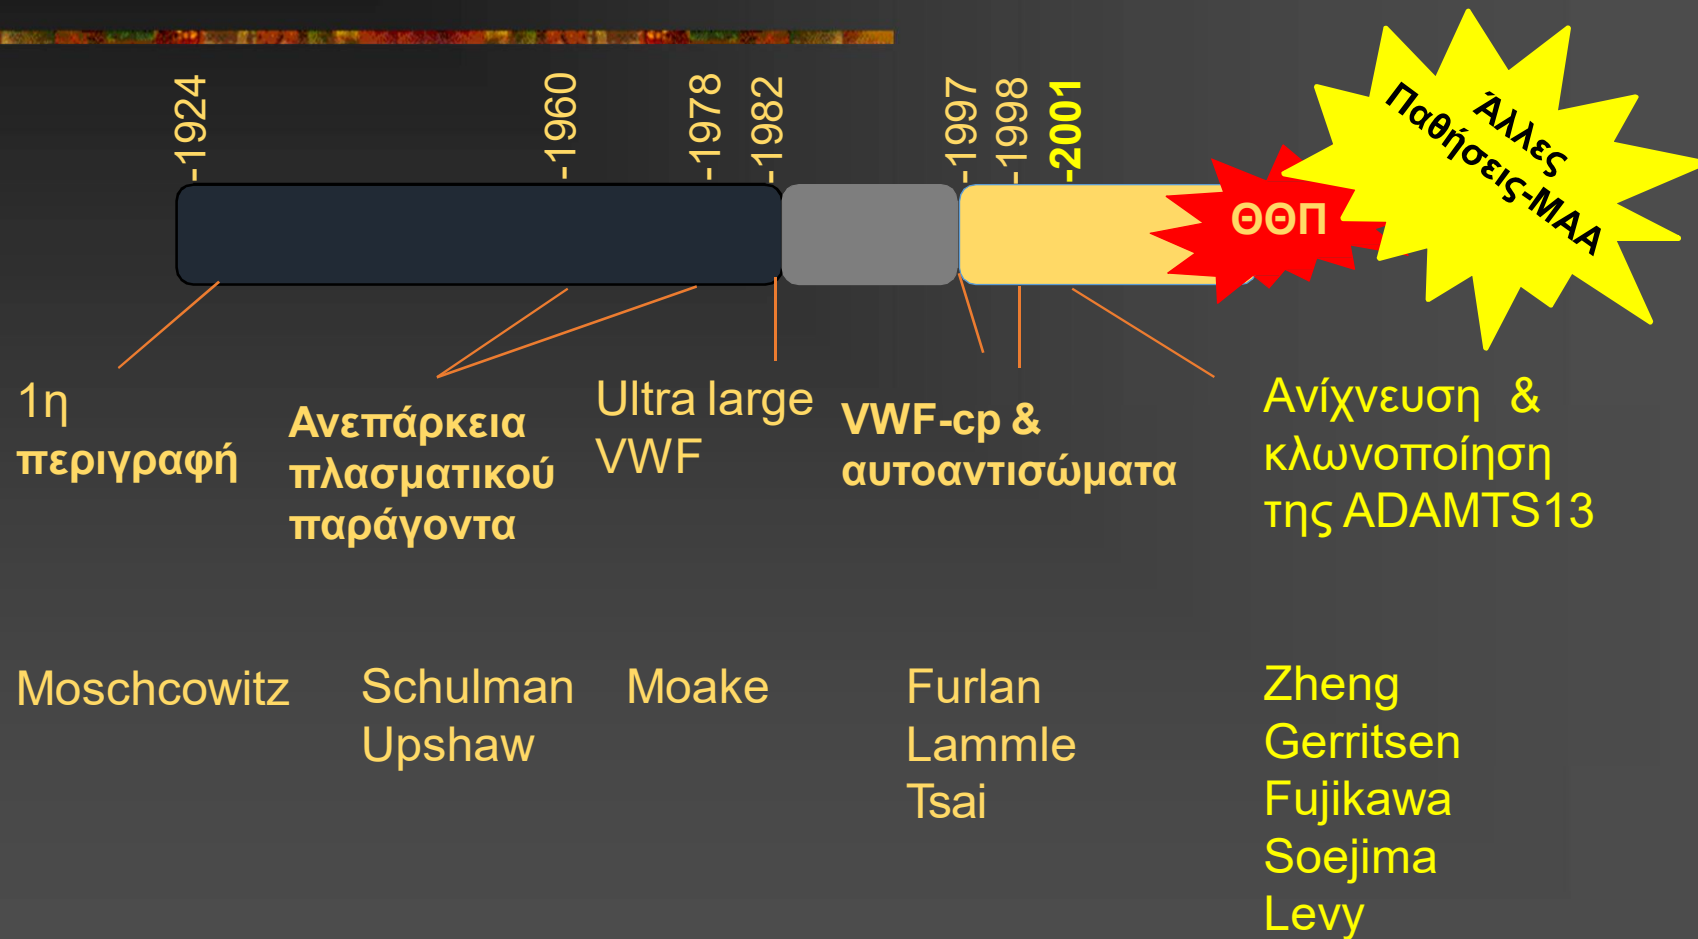 -1924
-1960
-1978
-1982
-1997
-1998
-2001
ΘΘΠ
Άλλες
Παθήσεις-ΜΑΑ
1η
περιγραφή
Ανεπάρκεια
πλασματικού
παράγοντα
Ultra large
VWF
VWF-cp &
αυτοαντισώματα
Ανίχνευση &
κλωνοποίηση
της ADAMTS13
Moschcowitz
Schulman
Upshaw
Moake
Furlan
Lammle
Tsai
Zheng
Gerritsen
Fujikawa
Soejima
Levy